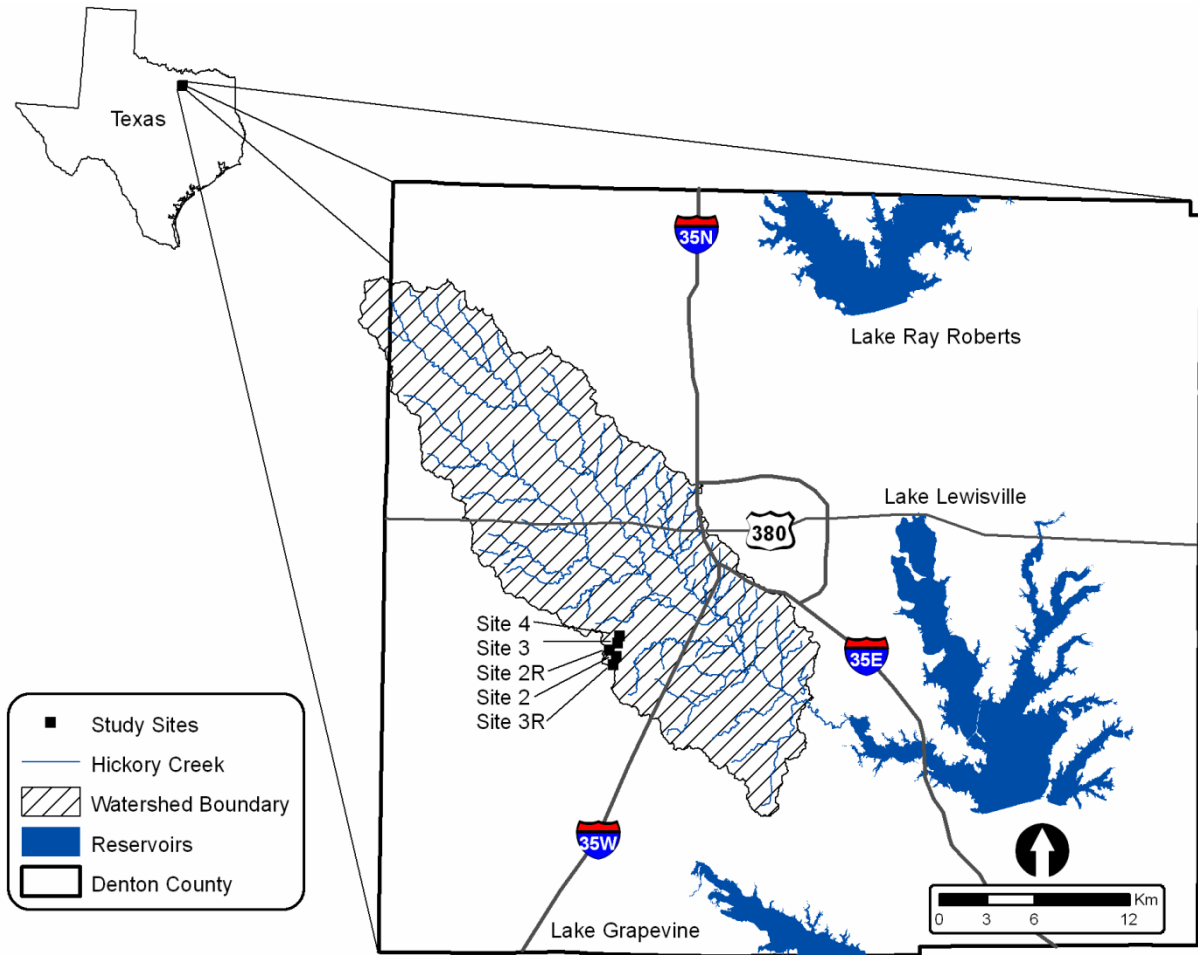 Texas
35N
Lake Ray Roberts
Lake Lewisville
380
Site 4
Site 3
Site 2R
Site 2
Site 3R
35E
Study Sites
Hickory Creek
Watershed Boundary
Reservoirs
Denton County
35W
Lake Grapevine
Km
0 3 6 12